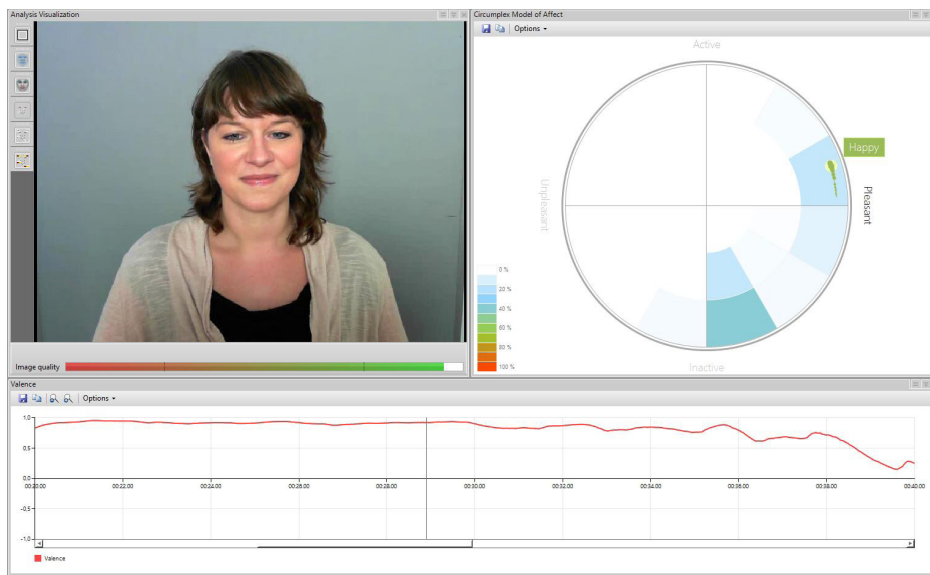 Analysis Visualization
Image quality
Circumplex Model of Affect
Options
Active
Happy
Unpleasant
Pleasant
0 %
20 %
40 %
60 %
80 %
100 %
Inactive
Valence
Options
1.0
0.5
0.0
-0.5
-1.0
00:20:00 00:22:00 00:24:00 00:26:00 00:28:00 00:30:00 00:32:00 00:34:00 00:36:00 00:38:00 00:40:00
Valence